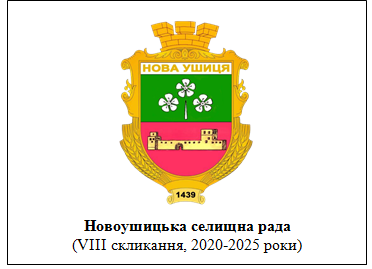 НОВА УШИЦЯ
1439
Новоушицька селищна рада
(VIII скликання, 2020-2025 роки)